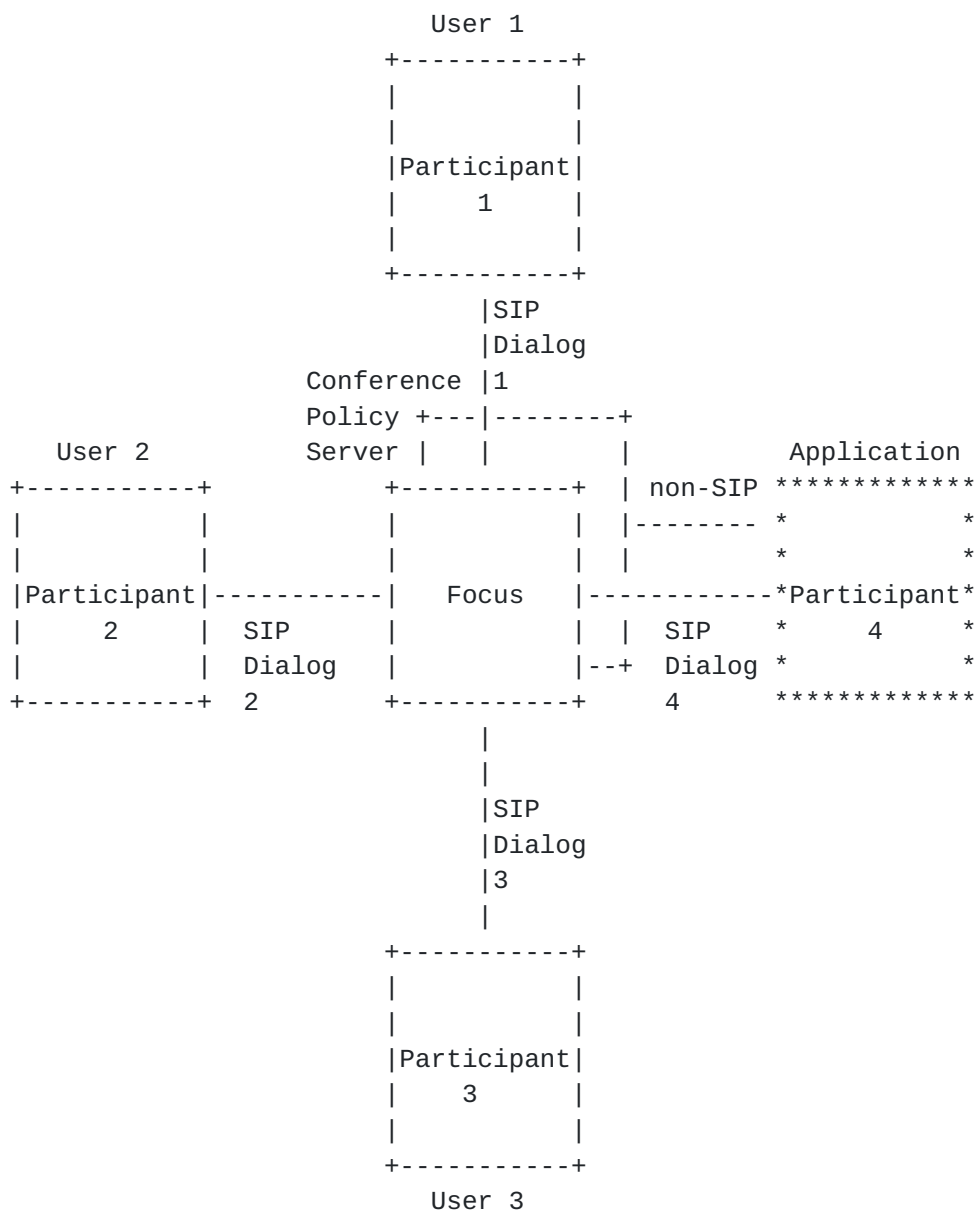 User 1
Participant
1
SIP
Dialog
Conference 1
Policy
User 2 Server Application
non-SIP
Participant Focus Participant
2 SIP SIP 4
Dialog Dialog
2 4
SIP
Dialog
3
Participant
3
User 3